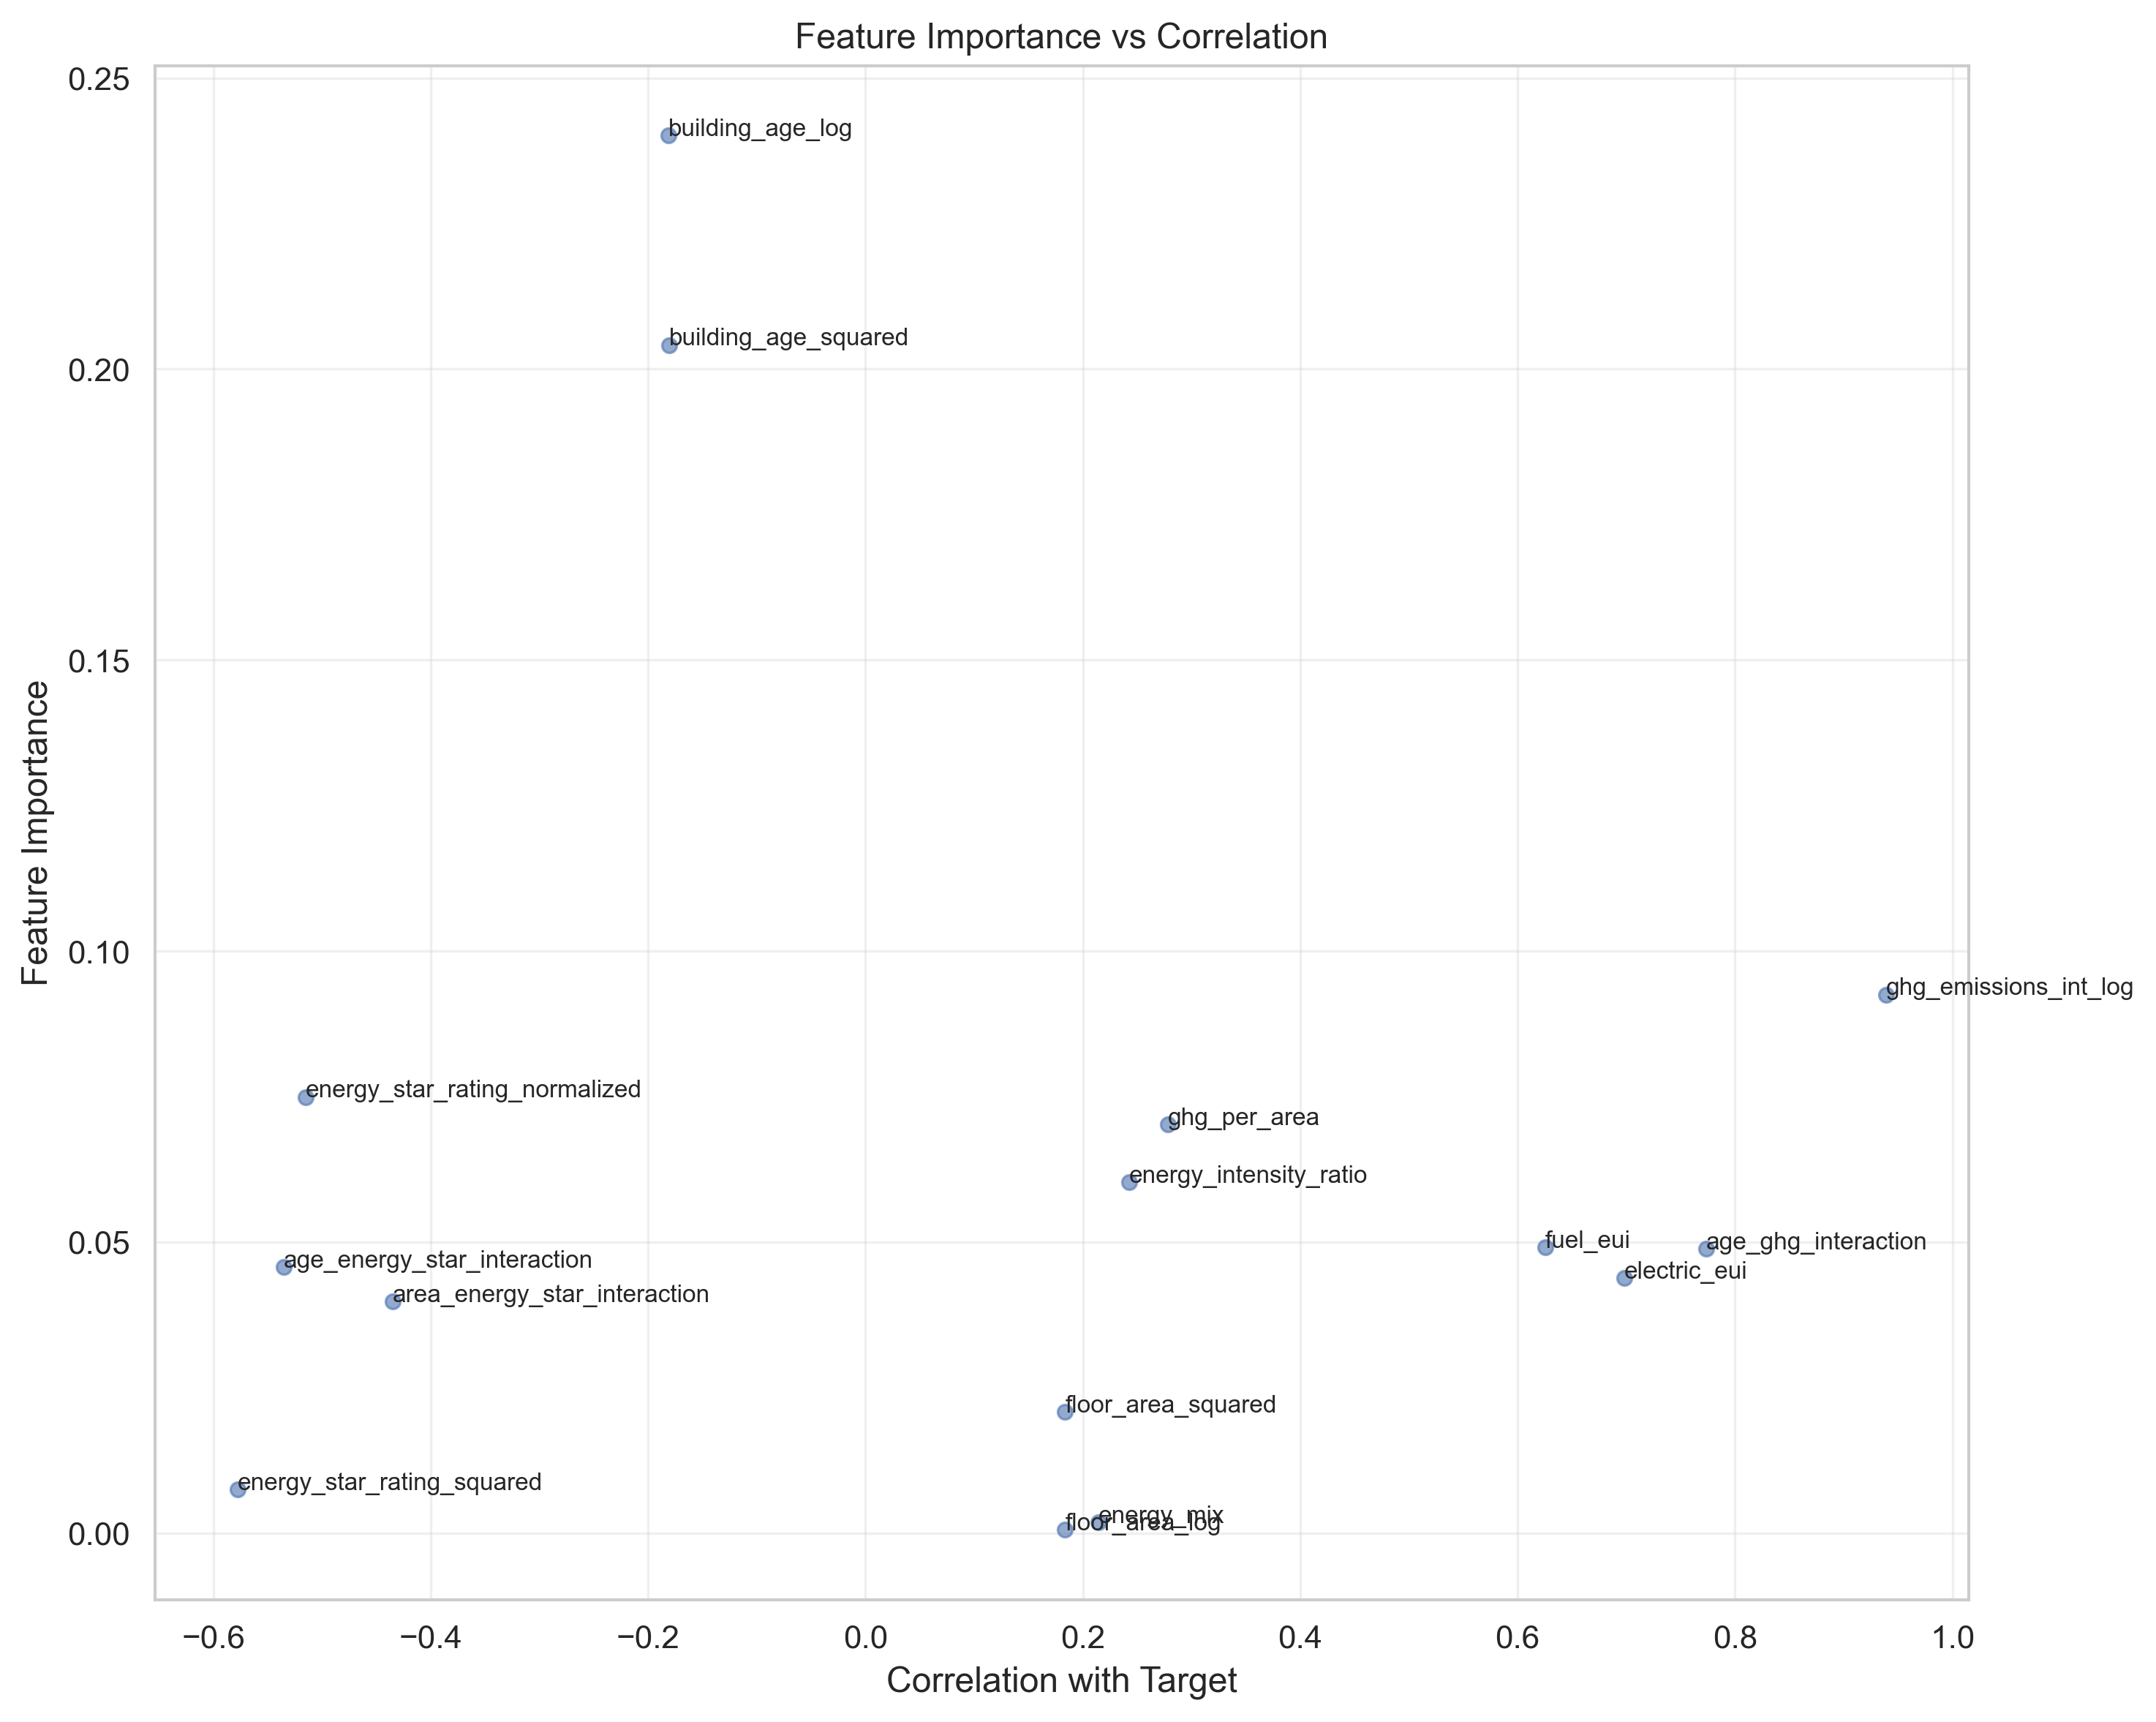 Feature Importance vs Correlation
0.25
building_age_log
building_age_squared
0.20
0.15
Feature Importance
0.10
ghg_emissions_int_log
energy_star_rating_normalized
ghg_per_area
energy_intensity_ratio
0.05
fuel_eui
age_ghg_interaction
age_energy_star_interaction
electric_eui
area_energy_star_interaction
floor_area_squared
energy_star_rating_squared
energy_mix
floor_area_log
0.00
−0.6 −0.4 −0.2 0.0 0.2 0.4 0.6 0.8 1.0
Correlation with Target